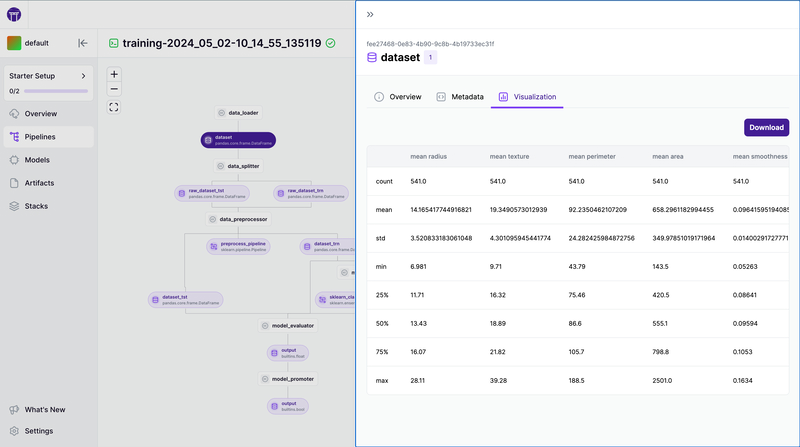 default
Starter Setup
0/2
Overview
Pipelines
Models
Artifacts
Stacks
What's New
Settings
training-2024_05_02-10_14_55_135119
data_loader
dataset
pandas.core.frame.DataFrame
data_splitter
raw_dataset_tst
pandas.core.frame.DataFrame
raw_dataset_trn
pandas.core.frame.DataFrame
data_preprocessor
preprocess_pipeline
sklearn.pipeline.Pipeline
dataset_trn
pandas.core.frame.Da
dataset_tst
pandas.core.frame.DataFrame
sklearn_cla
model_evaluator
output
builtins.float
model_promoter
output
builtins.bool
fee27468-0e83-4b90-9c8b-4b19733ec31f
dataset 1
Overview Metadata Visualization
Download
mean radius mean texture mean perimeter mean area mean smoothness
count 541.0 541.0 541.0 541.0 541.0
mean 14.165417744916821 19.3490573012939 92.2350462107209 658.2961182994455 0.0964159519408
std 3.520833183061048 4.301095945441774 24.282425984872756 349.97851019171964 0.01400291727771
min 6.981 9.71 43.79 143.5 0.05263
25% 11.71 16.32 75.46 420.5 0.08641
50% 13.43 18.89 86.6 555.1 0.09594
75% 16.07 21.82 105.7 798.8 0.1053
max 28.11 39.28 188.5 2501.0 0.1634